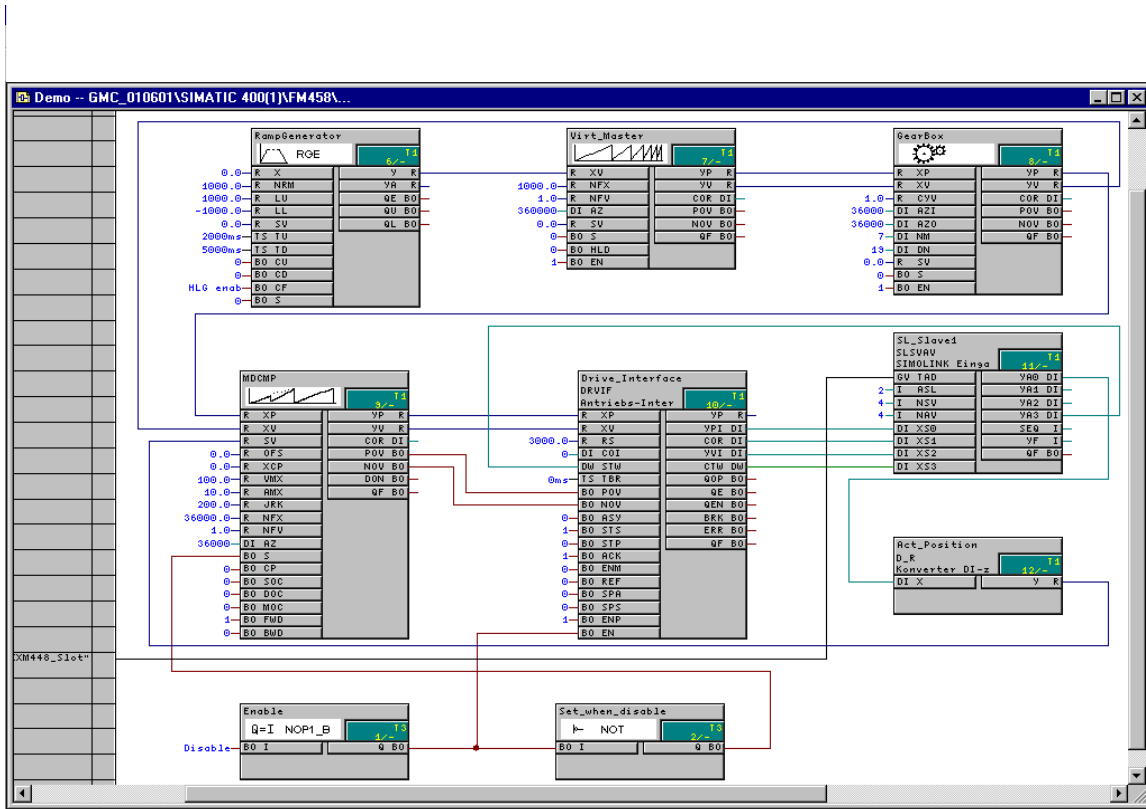 Demo -- GMC_010601\SIMATIC 400(1)\FM458\...
RampGenerator
RGE
T1
6/-
0.0 R X Y R
1000.0 R NRM YA R
1000.0 R LU QE BO
-1000.0 R LL QU BO
0.0 R SV QL BO
2000ms TS TU
5000ms TS TD
0 BO CU
0 BO CD
HLG enab BO CF
0 BO S
Virt_Master
T1
7/-
R XV YP R
1000.0 R NFX YV R
1.0 R NFV COR DI
360000 DI AZ POV BO
0.0 R SV NOV BO
0 BO S QF BO
0 BO HLD
1 BO EN
GearBox
T1
8/-
R XP YP R
R XV YV R
1.0 R CYV COR DI
36000 DI AZI POV BO
36000 DI AZO NOV BO
7 DI NM QF BO
19 DI DN
0.0 R SV
0 BO S
1 BO EN
MDCMP
T1
9/-
R XP YP R
R XV YV R
R SV COR DI
0.0 R OFS POV BO
0.0 R XCP NOV BO
100.0 R VMX DON BO
10.0 R AMX QF BO
200.0 R JRK
36000.0 R NFX
1.0 R NFV
36000 DI AZ
BO S
0 BO CP
0 BO SOC
0 BO DOC
0 BO MOC
1 BO FWD
0 BO BWD
Drive_Interface
DRVIF
Antriebs-Inter
T1
10/-
R XP YP R
R XV YPI DI
3000.0 R RS COR DI
0 DI COI YVI DI
DW STW CTW DW
0ms TS TBR QOP BO
BO POV QE BO
BO NOV QEN BO
0 BO ASY BRK BO
1 BO STS ERR BO
0 BO STP QF BO
1 BO ACK
0 BO ENM
0 BO REF
0 BO SPA
0 BO SPS
1 BO ENP
BO EN
SL_Slave1
SLSVAV
SIMOLINK Einga
T1
11/-
GV TAD YA0 DI
2 I ASL YA1 DI
4 I NSV YA2 DI
4 I NAV YA3 DI
DI XS0 SEQ I
DI XS1 YF I
DI XS2 QF BO
DI XS3
Act_Position
D_R
Konverter DI-z
T1
12/-
DI X Y R
XM448_Slot"
Enable
Q=I NOP1_B
T3
1/-
Disable BO I Q BO
Set_when_disable
NOT
T3
2/-
BO I Q BO